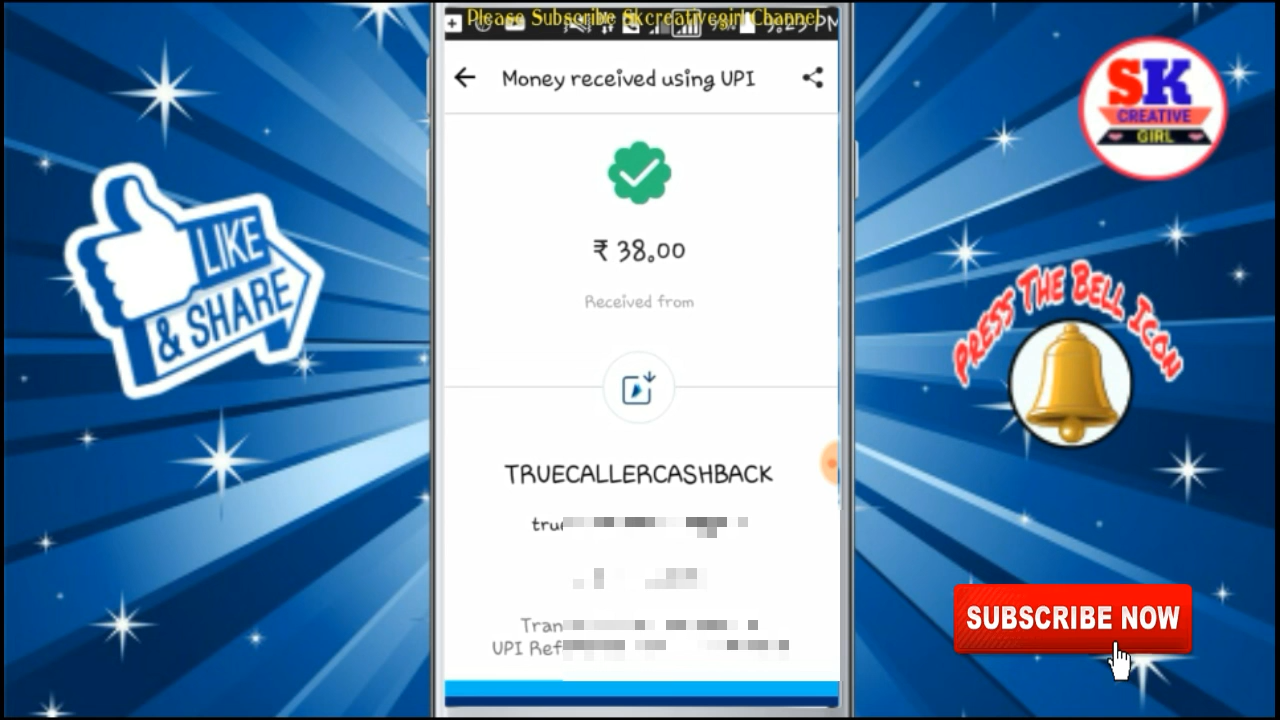 Please Subscribe Skcreativegirl Channel
Money received using UPI
₹ 38.00
Received from
TRUECALLERCASHBACK
UPI
LIKE
& SHARE
SK
CREATIVE
GIRL
PRESS THE BELL ICON
SUBSCRIBE NOW